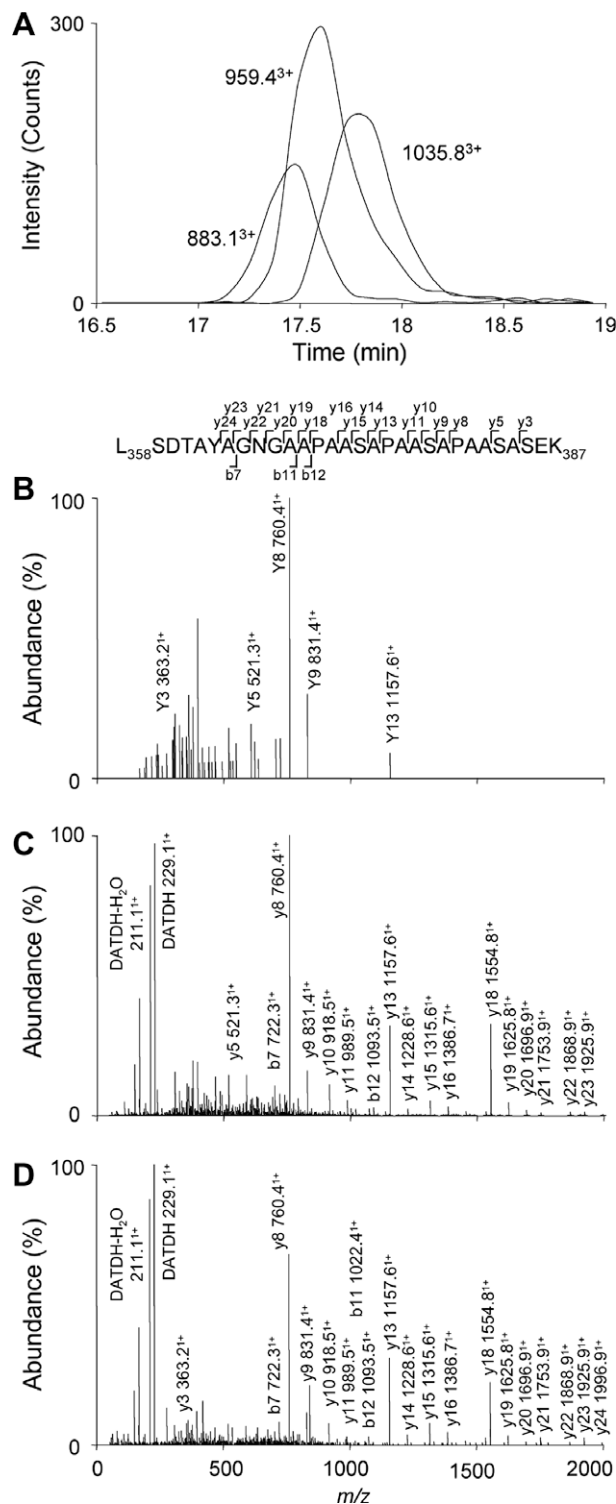 A
Intensity (Counts)
300
0
959.4³⁺
1035.8³⁺
883.1³⁺
16.5 17 17.5 18 18.5 19
Time (min)
y23 y21 y19 y16 y14 y10
y24 y22 y20 y18 y15 y13 y11 y9 y8 y5 y3
L₃₅₈SDTAYAGNGAAPAASAPAASAPAASASEK₃₈₇
b7 b11 b12
B
Abundance (%)
100
0
Y3 363.2¹⁺
Y5 521.3¹⁺
Y8 760.4¹⁺
Y9 831.4¹⁺
Y13 1157.6¹⁺
C
Abundance (%)
100
0
DATDH-H₂O
211.1¹⁺
DATDH 229.1¹⁺
y5 521.3¹⁺
b7 722.3¹⁺
y8 760.4¹⁺
y9 831.4¹⁺
y10 918.5¹⁺
y11 989.5¹⁺
b12 1093.5¹⁺
y13 1157.6¹⁺
y14 1228.6¹⁺
y15 1315.6¹⁺
y16 1386.7¹⁺
y18 1554.8¹⁺
y19 1625.8¹⁺
y20 1696.9¹⁺
y21 1753.9¹⁺
y22 1868.9¹⁺
y23 1925.9¹⁺
D
Abundance (%)
100
0
DATDH-H₂O
211.1¹⁺
DATDH 229.1¹⁺
y3 363.2¹⁺
b7 722.3¹⁺
y8 760.4¹⁺
y9 831.4¹⁺
y10 918.5¹⁺
y11 989.5¹⁺
b11 1022.4¹⁺
b12 1093.5¹⁺
y13 1157.6¹⁺
y14 1228.6¹⁺
y15 1315.6¹⁺
y16 1386.7¹⁺
y18 1554.8¹⁺
y19 1625.8¹⁺
y20 1696.9¹⁺
y21 1753.9¹⁺
y22 1868.9¹⁺
y23 1925.9¹⁺
y24 1996.9¹⁺
0 500 1000 1500 2000
m/z